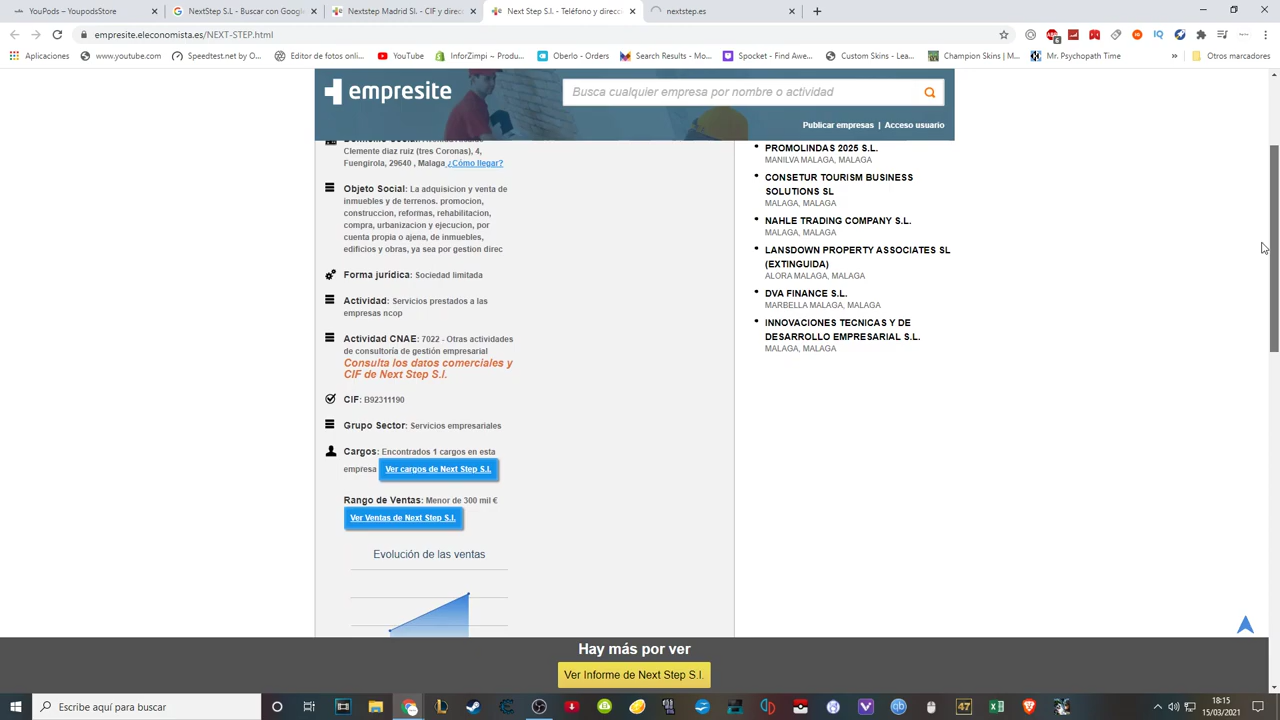 YouPods – YoupodsStore
NextStep S.L - Buscar con Google
Youpodets Madrid Sl. - CIF y direc
Next Step S.l. - Teléfono y direcc
nextstep.es
empresite.eleconomista.es/NEXT-STEP.html
Aplicaciones
www.youtube.com
Speedtest.net by O...
Editor de fotos onli...
YouTube
InforZimpi – Produ...
Oberlo - Orders
Search Results - Mo...
Spocket - Find Awe...
Custom Skins - Lea...
Champion Skins | M...
Mr. Psychopath Time
»
Otros marcadores
empresite
Busca cualquier empresa por nombre o actividad
Publicar empresas | Acceso usuario
Clemente diaz ruiz (tres Coronas), 4,
Fuengirola, 29640 , Malaga ¿Cómo llegar?
Objeto Social: La adquisicion y venta de
inmuebles y de terrenos. promocion,
construccion, reformas, rehabilitacion,
compra, urbanizacion y ejecucion, por
cuenta propia o ajena, de inmuebles,
edificios y obras, ya sea por gestion direc
Forma jurídica: Sociedad limitada
Actividad: Servicios prestados a las
empresas ncop
Actividad CNAE: 7022 - Otras actividades
de consultoría de gestión empresarial
Consulta los datos comerciales y
CIF de Next Step S.l.
CIF: B92311190
Grupo Sector: Servicios empresariales
Cargos: Encontrados 1 cargos en esta
empresa Ver cargos de Next Step S.l.
Rango de Ventas: Menor de 300 mil €
Ver Ventas de Next Step S.l.
Evolución de las ventas
PROMOLINDAS 2025 S.L.
MANILVA MALAGA, MALAGA
CONSETUR TOURISM BUSINESS
SOLUTIONS SL
MALAGA, MALAGA
NAHLE TRADING COMPANY S.L.
MALAGA, MALAGA
LANSDOWN PROPERTY ASSOCIATES SL
(EXTINGUIDA)
ALORA MALAGA, MALAGA
DVA FINANCE S.L.
MARBELLA MALAGA, MALAGA
INNOVACIONES TECNICAS Y DE
DESARROLLO EMPRESARIAL S.L.
MALAGA, MALAGA
Hay más por ver
Ver Informe de Next Step S.l.
Escribe aquí para buscar
18:15
15/03/2021